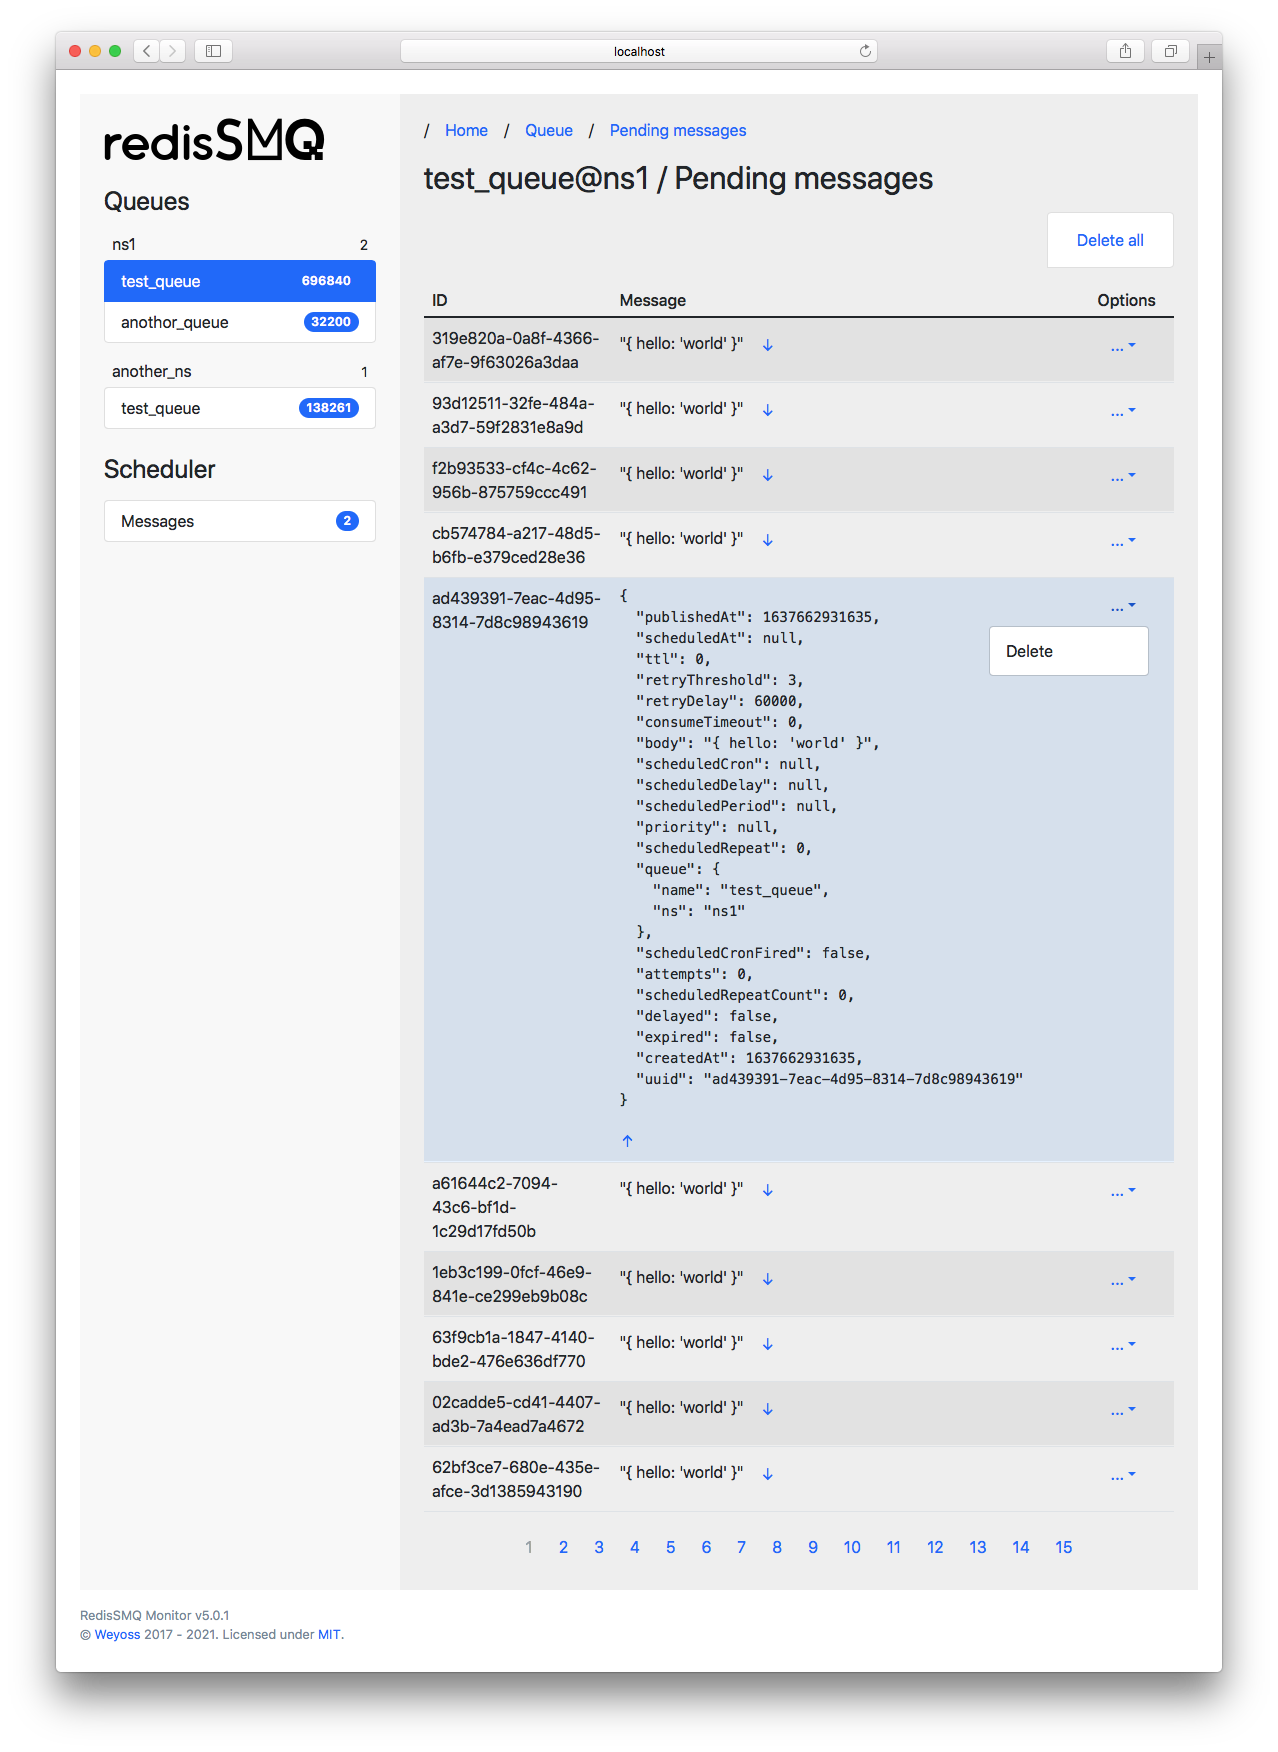 localhost
redisSMQ
Queues
ns1 2
test_queue 696840
anothor_queue 32200
another_ns 1
test_queue 138261
Scheduler
Messages 2
/ Home / Queue / Pending messages
test_queue@ns1 / Pending messages
Delete all
ID Message Options
319e820a-0a8f-4366-
af7e-9f63026a3daa
"{ hello: 'world' }" ↓ ...
93d12511-32fe-484a-
a3d7-59f2831e8a9d
"{ hello: 'world' }" ↓ ...
f2b93533-cf4c-4c62-
956b-875759ccc491
"{ hello: 'world' }" ↓ ...
cb574784-a217-48d5-
b6fb-e379ced28e36
"{ hello: 'world' }" ↓ ...
ad439391-7eac-4d95-
8314-7d8c98943619
{
  "publishedAt": 1637662931635,
  "scheduledAt": null,
  "ttl": 0,
  "retryThreshold": 3,
  "retryDelay": 60000,
  "consumeTimeout": 0,
  "body": "{ hello: 'world' }",
  "scheduledCron": null,
  "scheduledDelay": null,
  "scheduledPeriod": null,
  "priority": null,
  "scheduledRepeat": 0,
  "queue": {
    "name": "test_queue",
    "ns": "ns1"
  },
  "scheduledCronFired": false,
  "attempts": 0,
  "scheduledRepeatCount": 0,
  "delayed": false,
  "expired": false,
  "createdAt": 1637662931635,
  "uuid": "ad439391-7eac-4d95-8314-7d8c98943619"
}
↑
...
Delete
a61644c2-7094-
43c6-bf1d-
1c29d17fd50b
"{ hello: 'world' }" ↓ ...
1eb3c199-0fcf-46e9-
841e-ce299eb9b08c
"{ hello: 'world' }" ↓ ...
63f9cb1a-1847-4140-
bde2-476e636df770
"{ hello: 'world' }" ↓ ...
02cadde5-cd41-4407-
ad3b-7a4ead7a4672
"{ hello: 'world' }" ↓ ...
62bf3ce7-680e-435e-
afce-3d1385943190
"{ hello: 'world' }" ↓ ...
1 2 3 4 5 6 7 8 9 10 11 12 13 14 15
RedisSMQ Monitor v5.0.1
© Weyoss 2017 - 2021. Licensed under MIT.